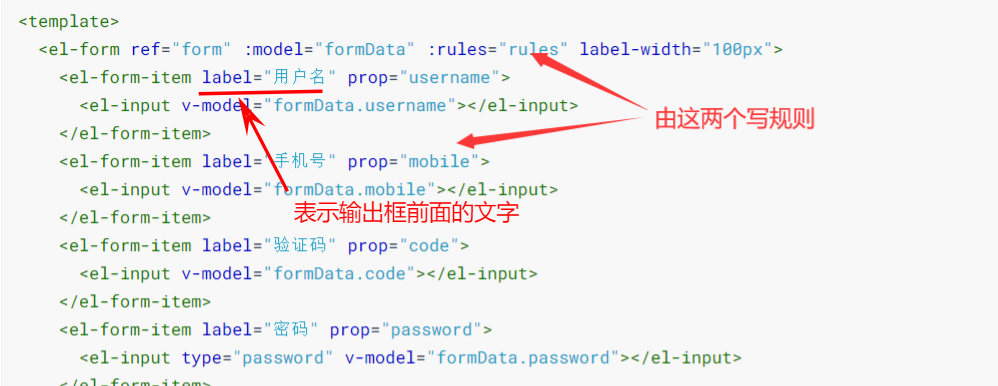 <template>
<el-form ref="form" :model="formData" :rules="rules" label-width="100px">
<el-form-item label="用户名" prop="username">
<el-input v-model="formData.username"></el-input>
由这两个写规则
</el-form-item>
<el-form-item label="手机号" prop="mobile">
<el-input v-model="formData.mobile"></el-input>
表示输出框前面的文字
</el-form-item>
<el-form-item label="验证码" prop="code">
<el-input v-model="formData.code"></el-input>
</el-form-item>
<el-form-item label="密码" prop="password">
<el-input type="password" v-model="formData.password"></el-input>
</el-form-item>